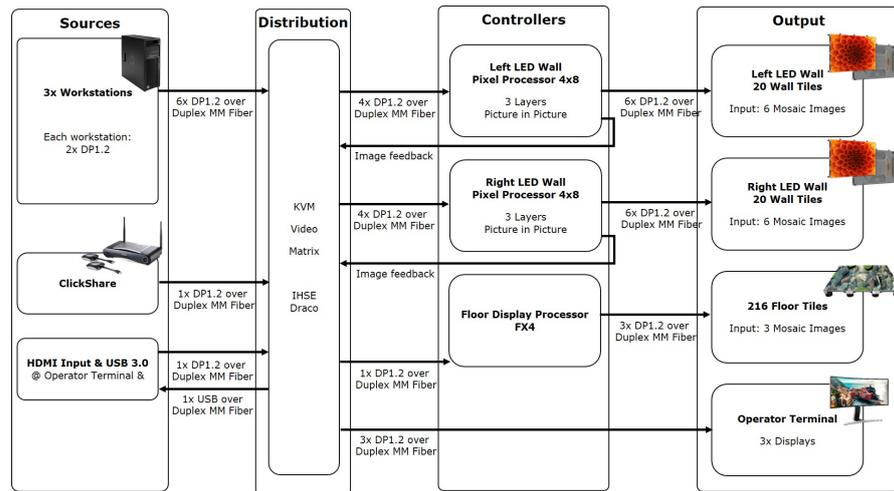 Sources
3x Workstations
Each workstation:
2x DP1.2
ClickShare
HDMI Input & USB 3.0
@ Operator Terminal &
6x DP1.2 over
Duplex MM Fiber
1x DP1.2 over
Duplex MM Fiber
1x DP1.2 over
Duplex MM Fiber
1x USB over
Duplex MM Fiber
Distribution
KVM
Video
Matrix
IHSE
Draco
4x DP1.2 over
Duplex MM Fiber
Image feedback
4x DP1.2 over
Duplex MM Fiber
Image feedback
1x DP1.2 over
Duplex MM Fiber
3x DP1.2 over
Duplex MM Fiber
Controllers
Left LED Wall
Pixel Processor 4x8
3 Layers
Picture in Picture
Right LED Wall
Pixel Processor 4x8
3 Layers
Picture in Picture
Floor Display Processor
FX4
6x DP1.2 over
Duplex MM Fiber
6x DP1.2 over
Duplex MM Fiber
3x DP1.2 over
Duplex MM Fiber
Output
Left LED Wall
20 Wall Tiles
Input: 6 Mosaic Images
Right LED Wall
20 Wall Tiles
Input: 6 Mosaic Images
216 Floor Tiles
Input: 3 Mosaic Images
Operator Terminal
3x Displays